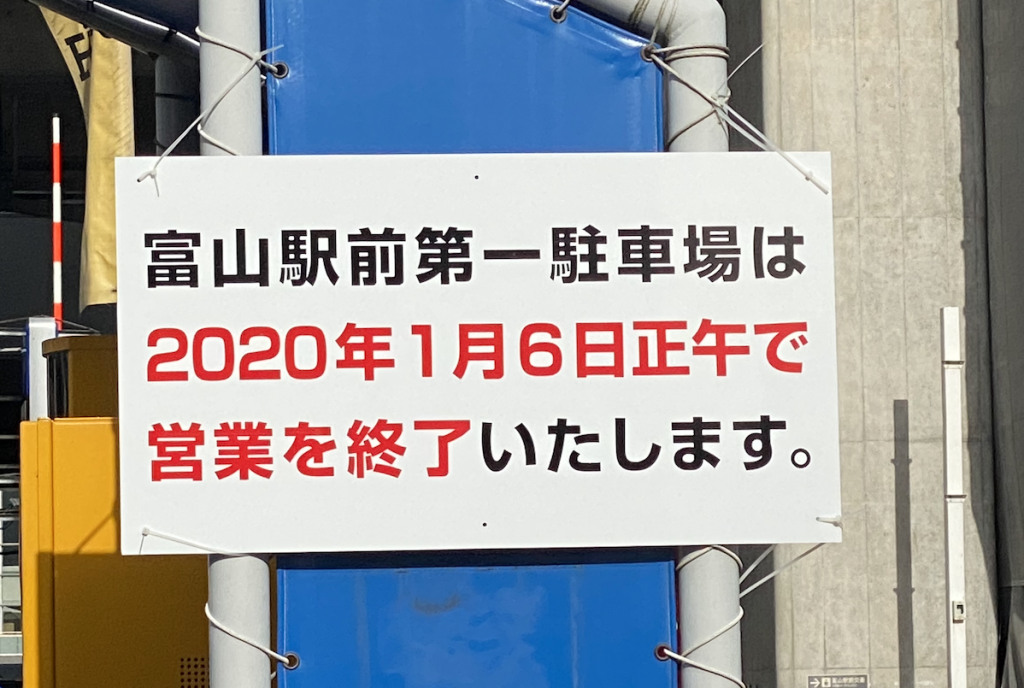 富山駅前第一駐車場は
2020年1月6日正午で
営業を終了いたします。